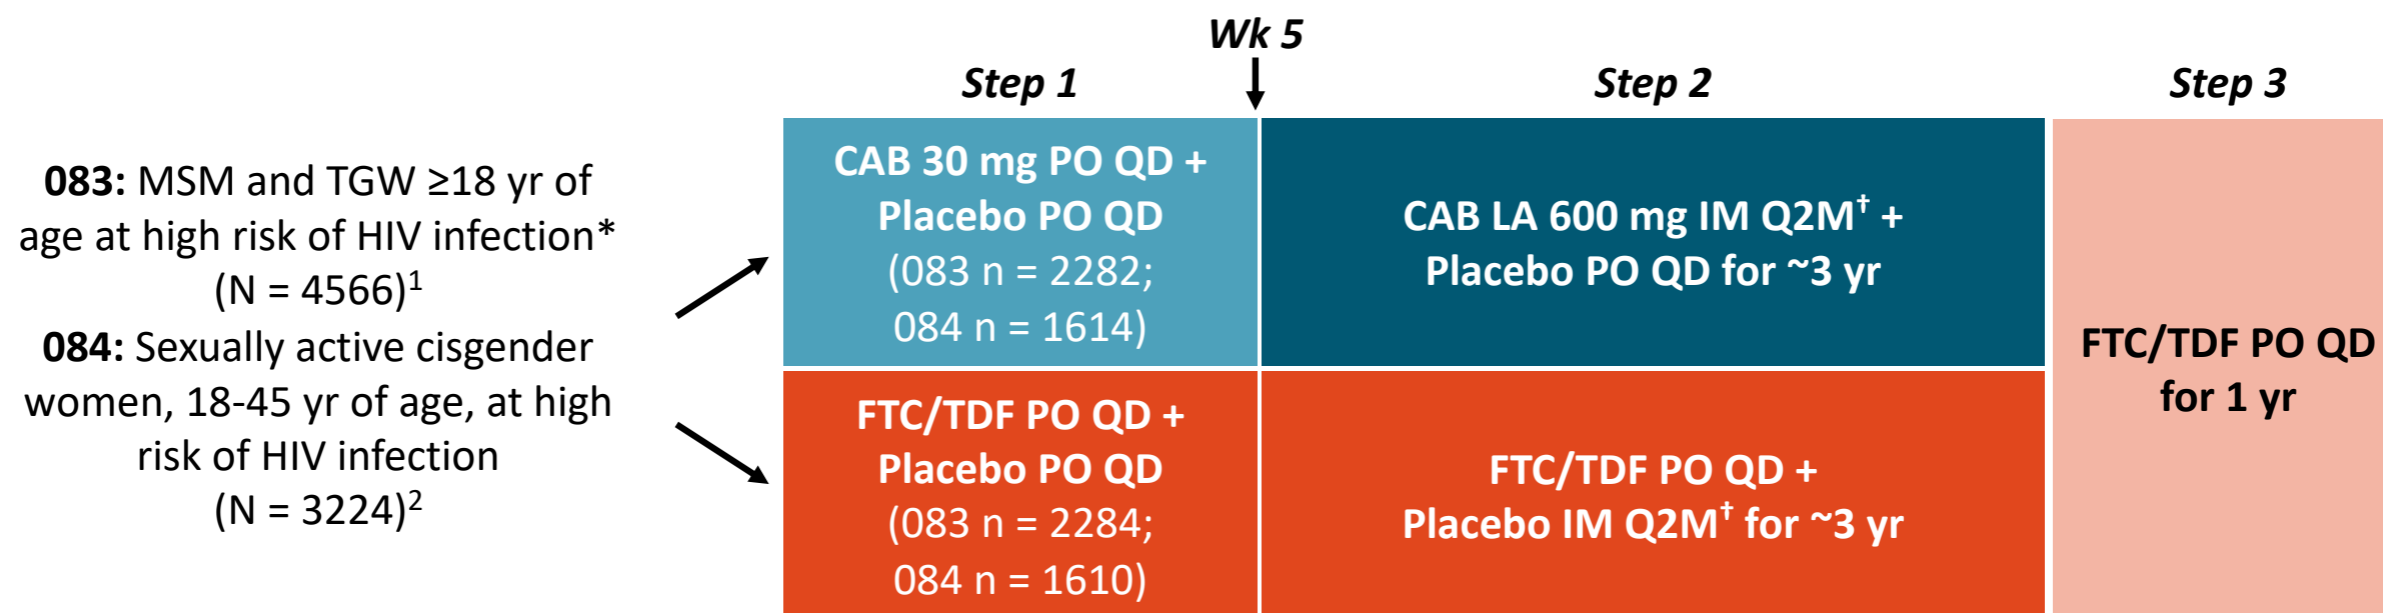 Wk 5
Step 1
Step 2
Step 3
083: MSM and TGW ≥18 yr of
age at high risk of HIV infection*
(N = 4566)1
084: Sexually active cisgender
women, 18-45 yr of age, at high
risk of HIV infection
(N = 3224)2
CAB 30 mg PO QD +
Placebo PO QD
(083 n = 2282;
084 n = 1614)
CAB LA 600 mg IM Q2M† +
Placebo PO QD for ~3 yr
FTC/TDF PO QD +
Placebo PO QD
(083 n = 2284;
084 n = 1610)
FTC/TDF PO QD +
Placebo IM Q2M† for ~3 yr
FTC/TDF PO QD
for 1 yr